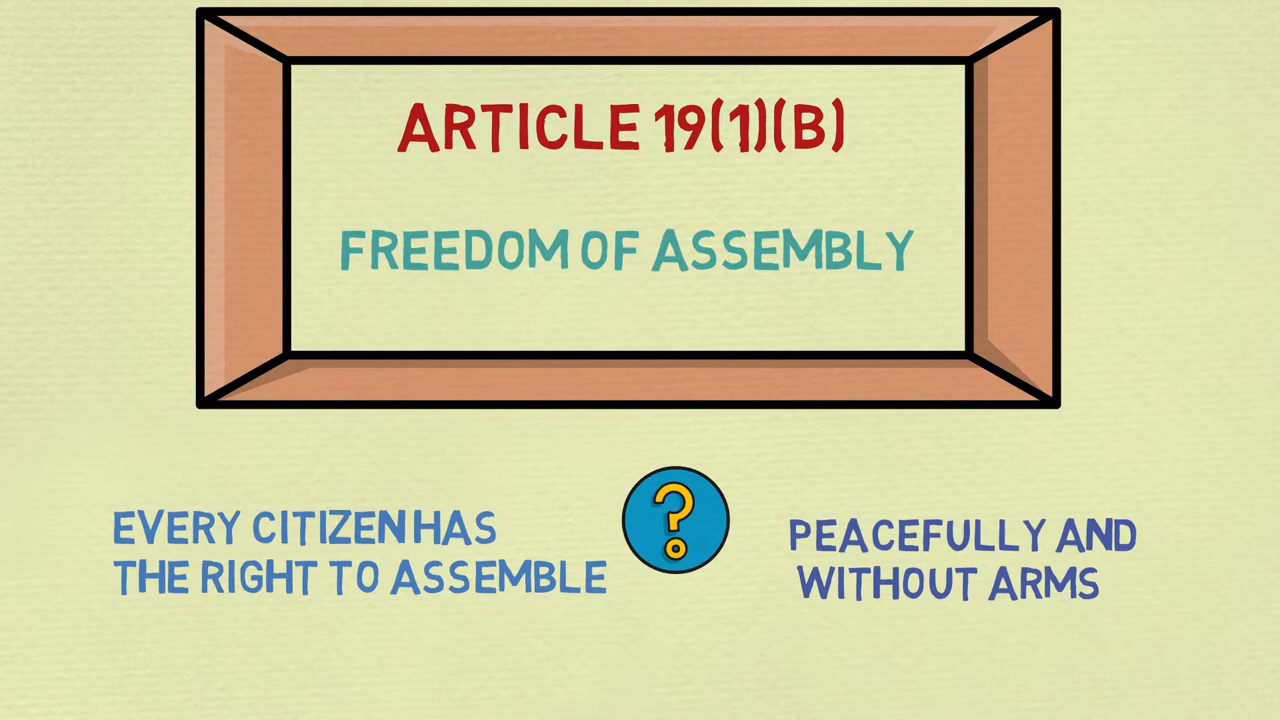 ARTICLE 19(1)(B)
FREEDOM OF ASSEMBLY
EVERY CITIZEN HAS
THE RIGHT TO ASSEMBLE
?
PEACEFULLY AND
WITHOUT ARMS